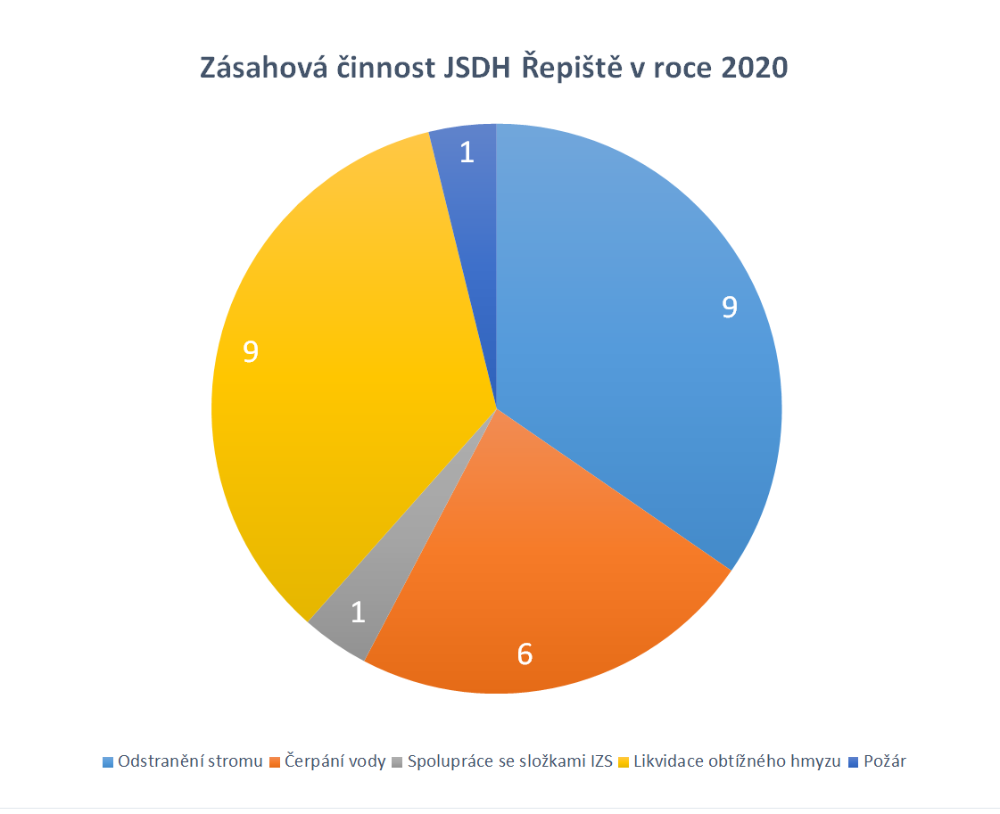 Zásahová činnost JSDH Řepiště v roce 2020
1
9
9
1
6
Odstranění stromu Čerpání vody Spolupráce se složkami IZS Likvidace obtížného hmyzu Požár